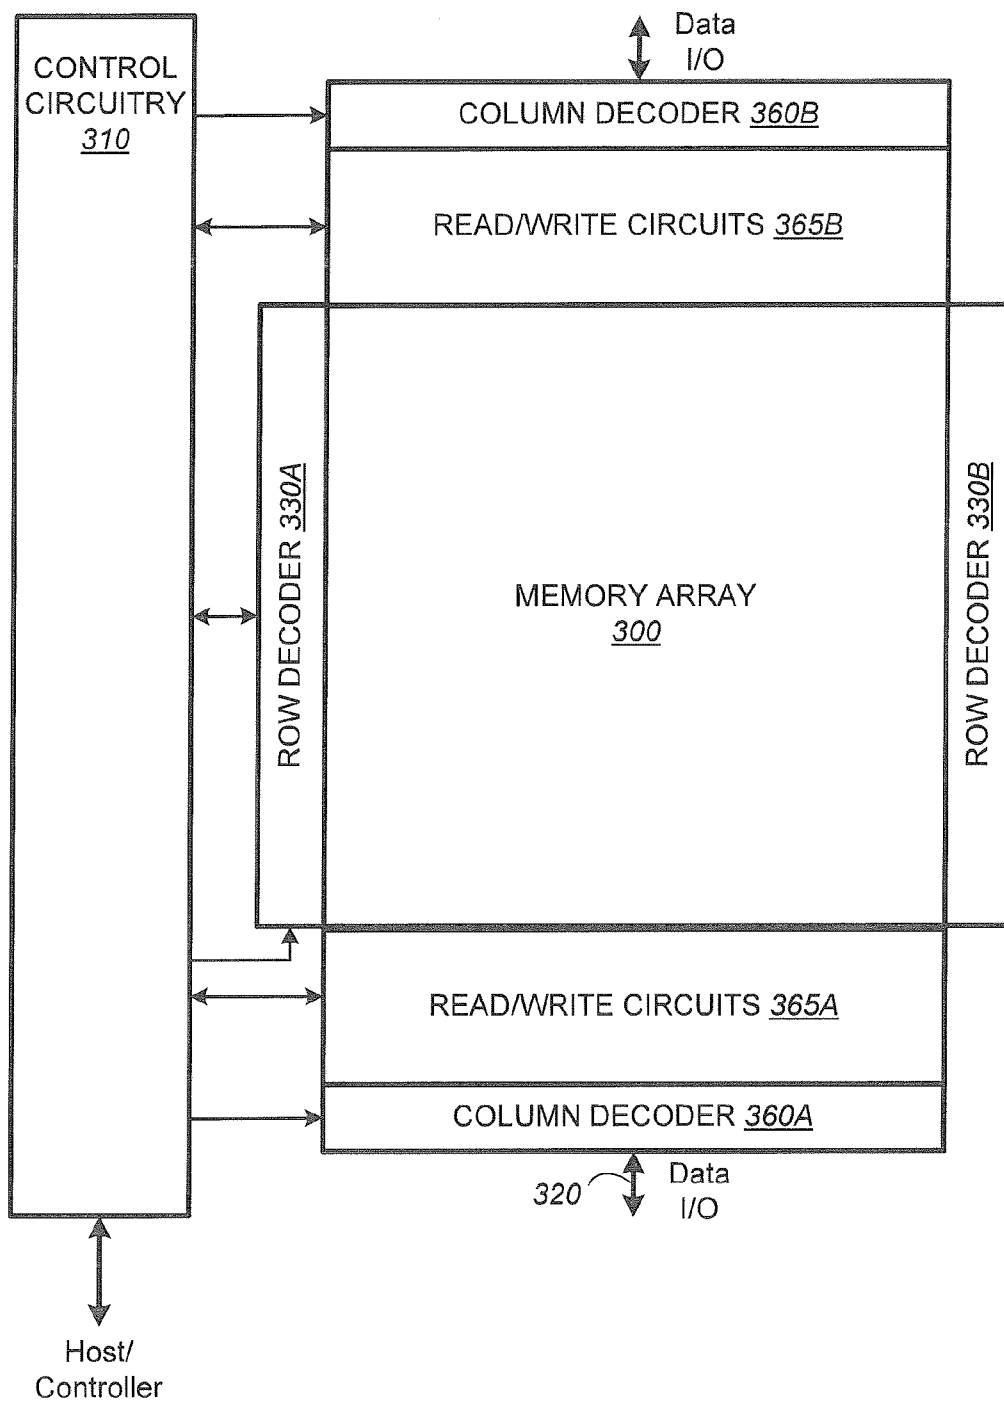 Data
I/O
CONTROL
CIRCUITRY
310
COLUMN DECODER 360B
READ/WRITE CIRCUITS 365B
ROW DECODER 330A
MEMORY ARRAY
300
ROW DECODER 330B
READ/WRITE CIRCUITS 365A
COLUMN DECODER 360A
320
Data
I/O
Host/
Controller